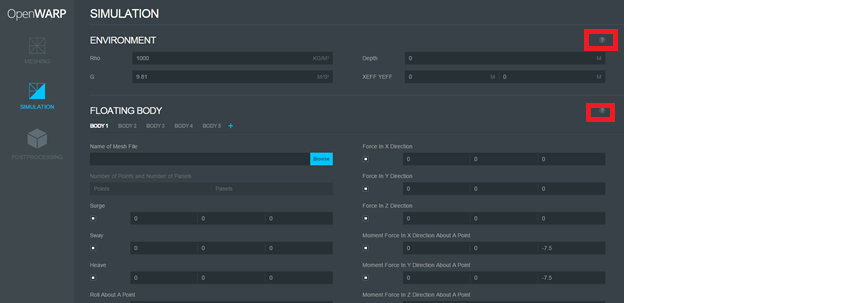 OpenWARP
SIMULATION
MESHING
SIMULATION
POSTPROCESSING
ENVIRONMENT
Rho 1000 KG/M³ Depth 0 M
G 9.81 M/S² XEFF YEFF 0 M 0 M
FLOATING BODY
BODY 1 BODY 2 BODY 3 BODY 4 BODY 5 +
Name of Mesh File Force In X Direction
Browse 0 0 0
Number of Points and Number of Panels Force In Y Direction
Points Panels 0 0 0
Surge Force In Z Direction
0 0 0 0 0 0
Sway Moment Force In X Direction About A Point
0 0 0 0 0 -7.5
Heave Moment Force In Y Direction About A Point
0 0 0 0 0 -7.5
Roll About A Point Moment Force In Z Direction About A Point